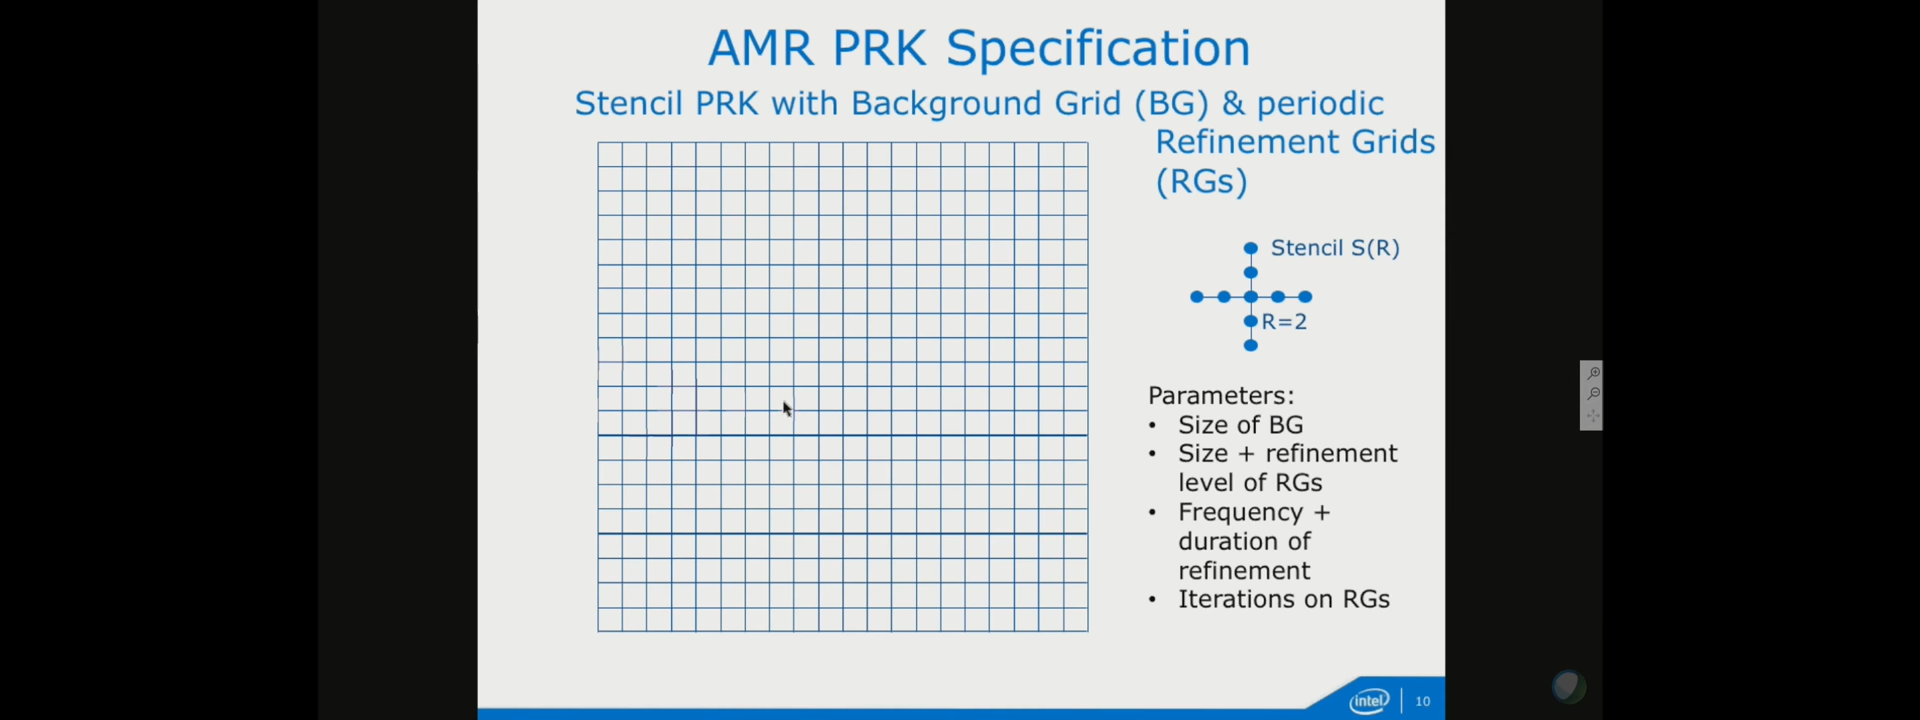 AMR PRK Specification
Stencil PRK with Background Grid (BG) & periodic
Refinement Grids
(RGs)
Stencil S(R)
R=2
Parameters:
• Size of BG
• Size + refinement
level of RGs
• Frequency +
duration of
refinement
• Iterations on RGs
intel
10